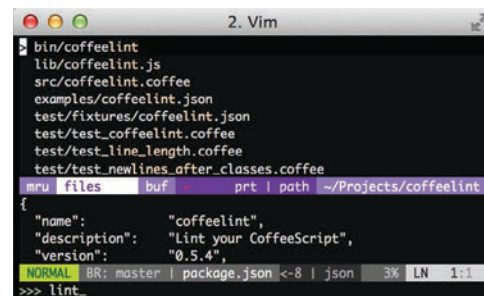 2. Vim
> bin/coffeelint
lib/coffeelint.js
src/coffeelint.coffee
examples/coffeelint.json
test/fixtures/coffeelint.json
test/test_coffeelint.coffee
test/test_line_length.coffee
test/test_newlines_after_classes.coffee
mru files buf - prt | path ~/Projects/coffeelint
{
"name": "coffeelint",
"description": "Lint your CoffeeScript",
"version": "0.5.4",
NORMAL BR: master | package.json <-8 | json 3% LN 1:1
>>> lint_